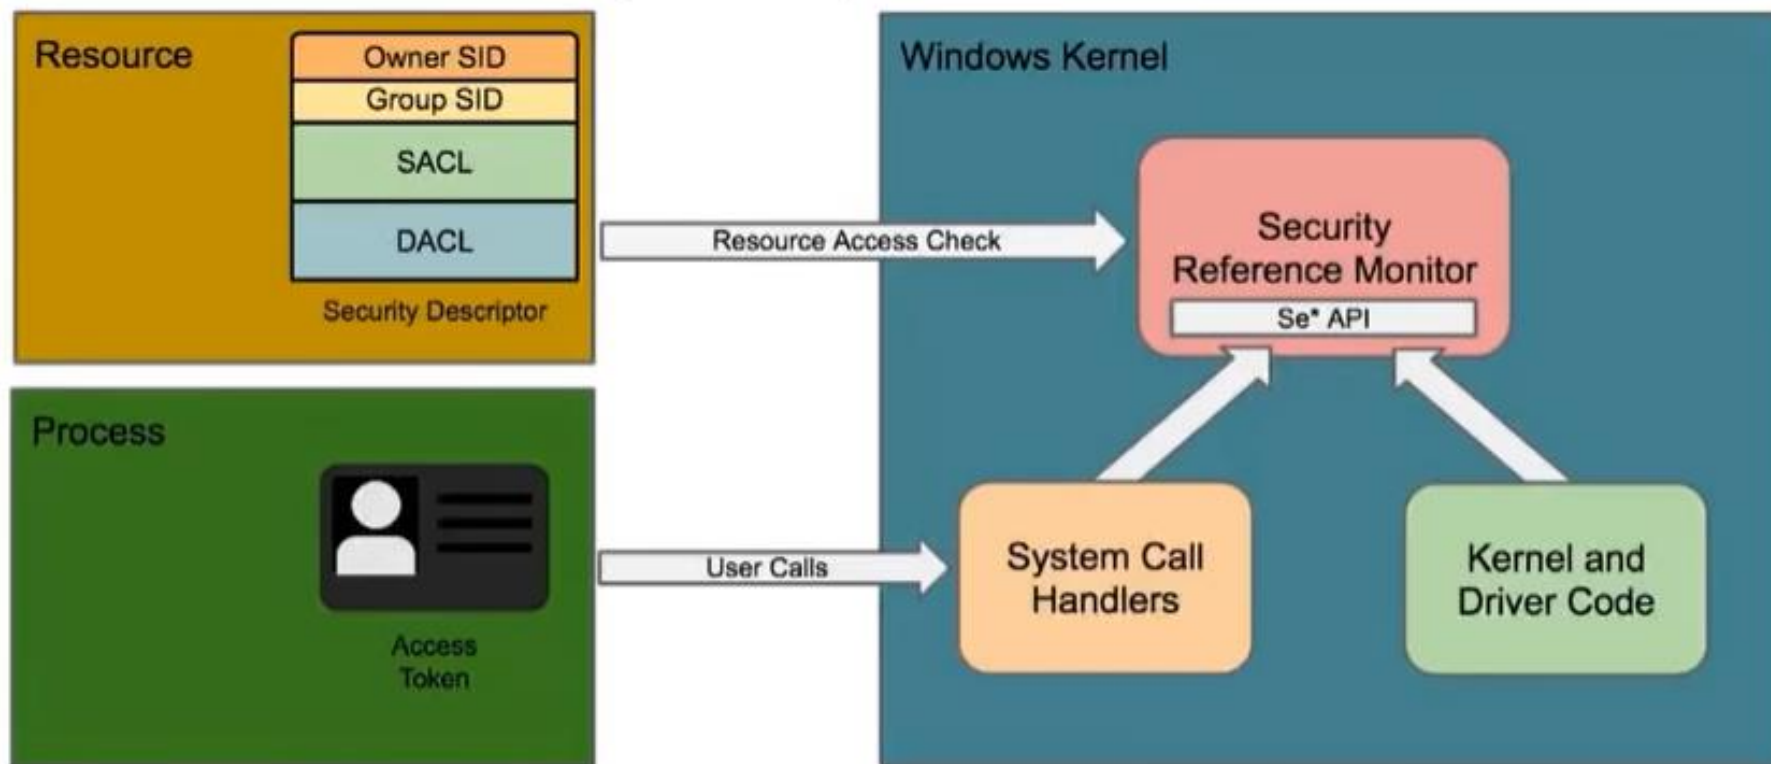 Resource
Owner SID
Group SID
SACL
DACL
Security Descriptor
Resource Access Check
Windows Kernel
Security
Reference Monitor
Se* API
Process
Access
Token
User Calls
System Call
Handlers
Kernel and
Driver Code